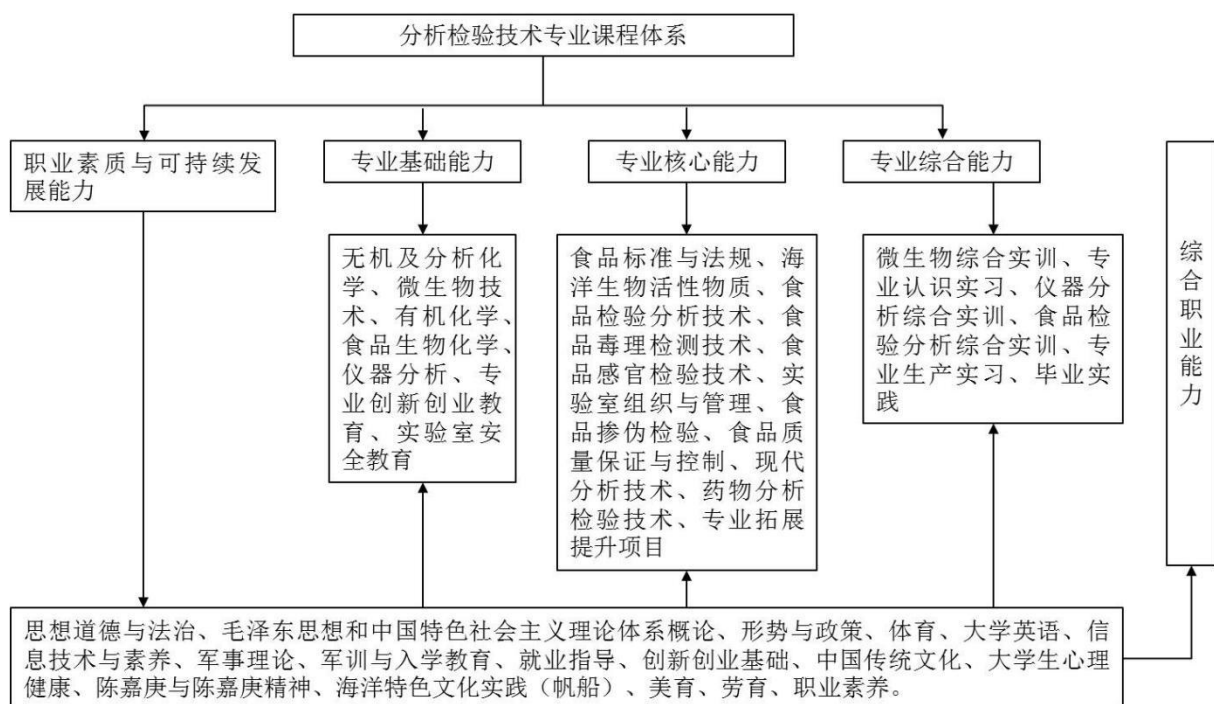 分析检验技术专业课程体系
职业素质与可持续发
展能力
专业基础能力
专业核心能力
专业综合能力
无机及分析化
学、微生物技
术、有机化学、
食品生物化学、
仪器分析、专
业创新创业教
育、实验室安
全教育
食品标准与法规、海
洋生物活性物质、食
品检验分析技术、食
品毒理检测技术、食
品感官检验技术、实
验室组织与管理、食
品掺伪检验、食品质
量保证与控制、现代
分析技术、药物分析
检验技术、专业拓展
提升项目
微生物综合实训、专
业认识实习、仪器分
析综合实训、食品检
验分析综合实训、专
业生产实习、毕业实
践
综合职业能力
思想道德与法治、毛泽东思想和中国特色社会主义理论体系概论、形势与政策、体育、大学英语、信
息技术与素养、军事理论、军训与入学教育、就业指导、创新创业基础、中国传统文化、大学生心理
健康、陈嘉庚与陈嘉庚精神、海洋特色文化实践（帆船）、美育、劳育、职业素养。